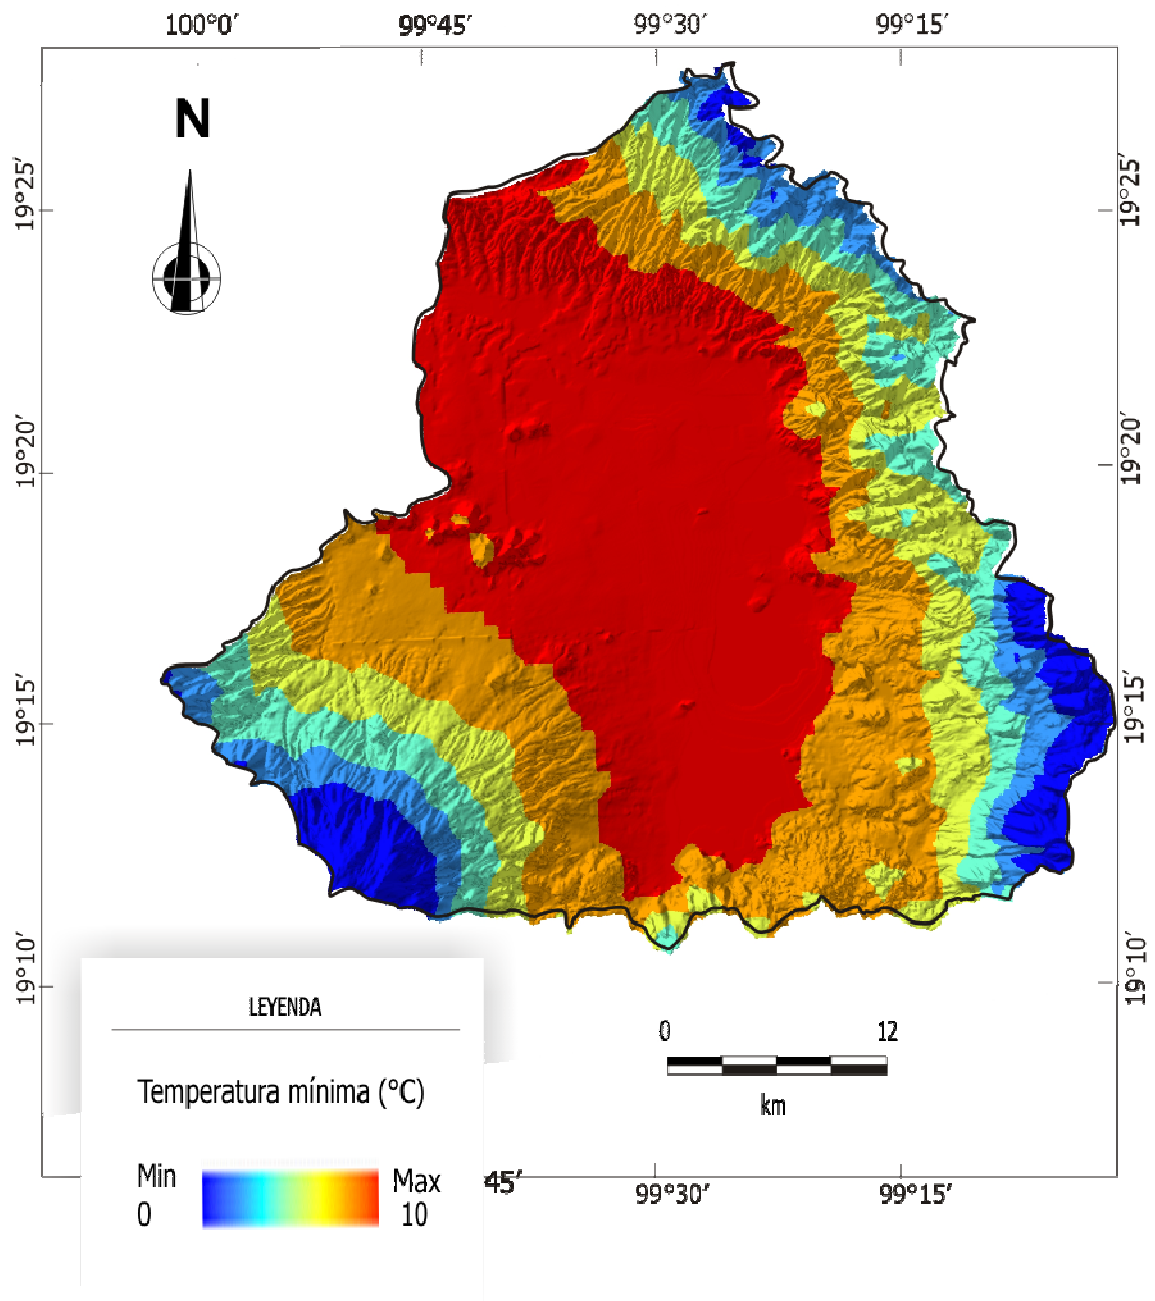 100°0′ 99°45′ 99°30′ 99°15′
N
19°25′ 19°25′
19°20′ 19°20′
19°15′ 19°15′
19°10′ 19°10′
LEYENDA
0 12
km
Temperatura mínima (°C)
Min Max
0 10
45′ 99°30′ 99°15′